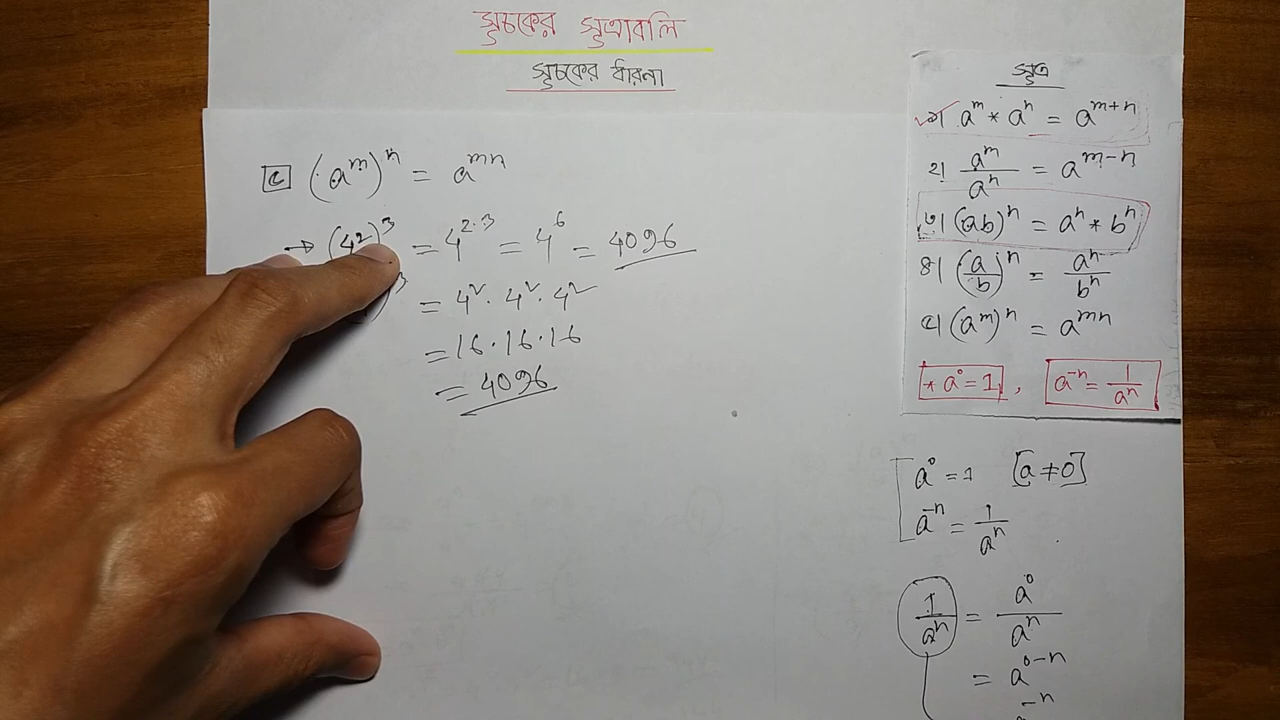 সূচকের সূত্রাবলি
সূচকের ধারনা
৫ (a^m)^n = a^{mn}
→ (4^2)^3 = 4^{2·3} = 4^6 = 4096
= 4^2 · 4^2 · 4^2
= 16 · 16 · 16
= 4096
সূত্র
১। a^m * a^n = a^{m+n}
২। a^m / a^n = a^{m-n}
৩। (ab)^n = a^n * b^n
৪। (a/b)^n = a^n / b^n
৫। (a^m)^n = a^{mn}
* a^0 = 1 , a^{-n} = 1/a^n
a^0 = 1 [a ≠ 0]
a^{-n} = 1/a^n
1/a^n = a^0 / a^n
= a^{0-n}